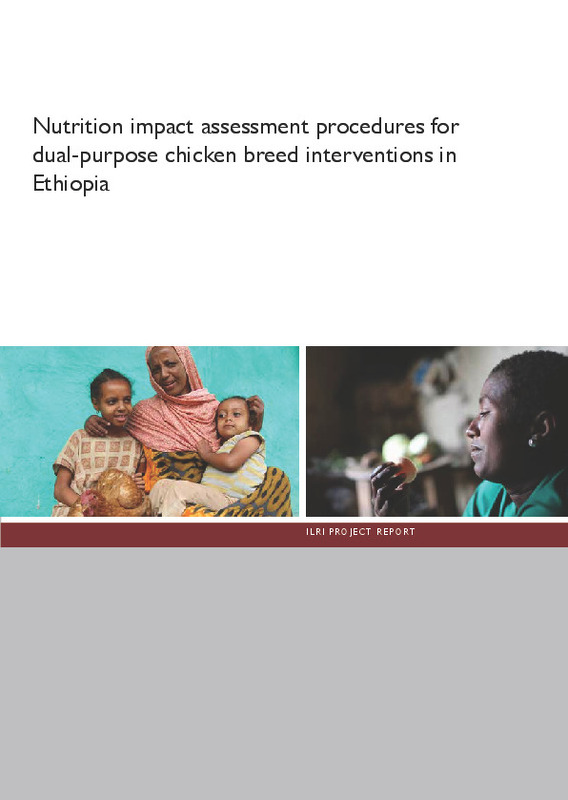 Nutrition impact assessment procedures for
dual-purpose chicken breed interventions in
Ethiopia
ILRI PROJECT REPORT